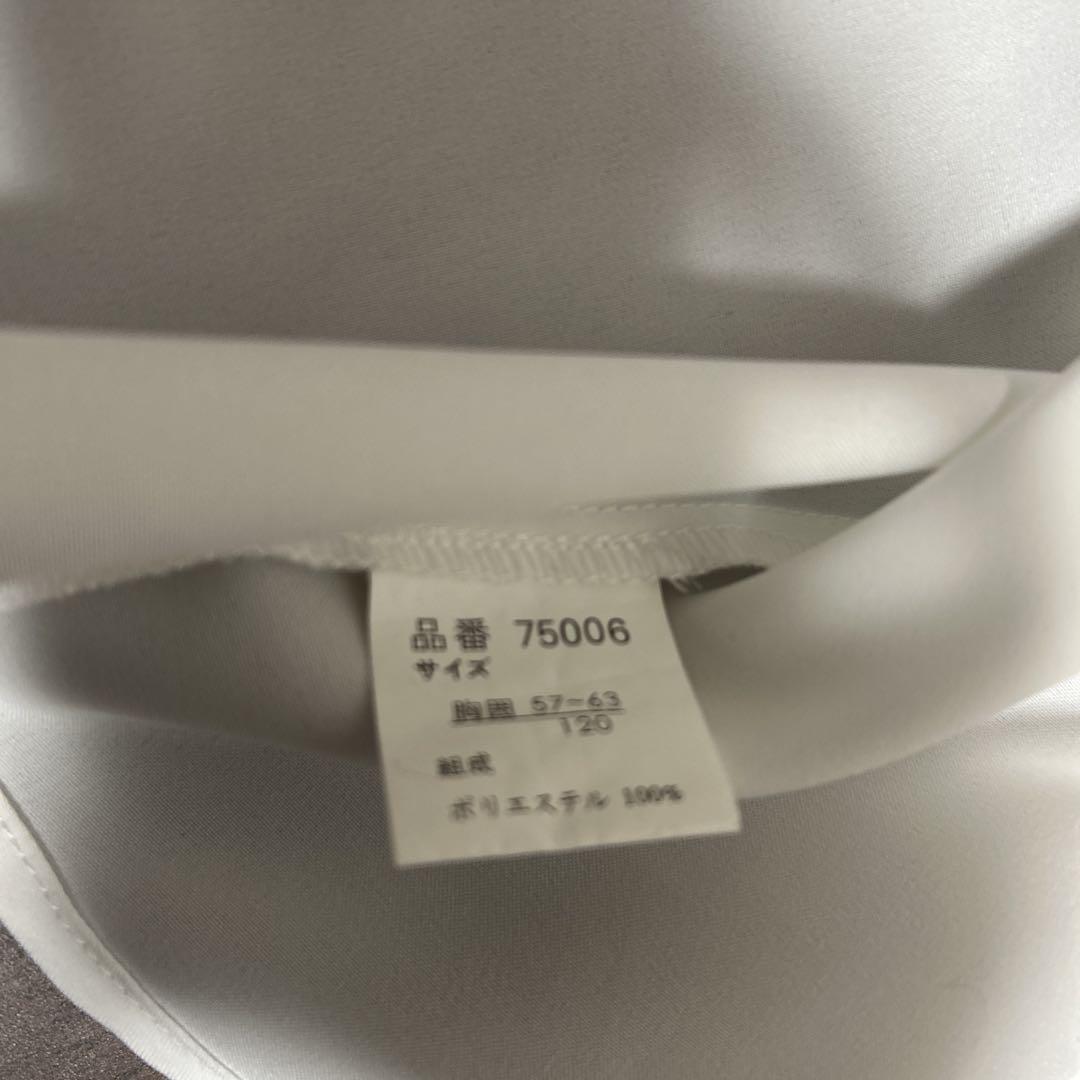 品番 75006
サイズ
胸囲 57~63
120
組成
ポリエステル 100%